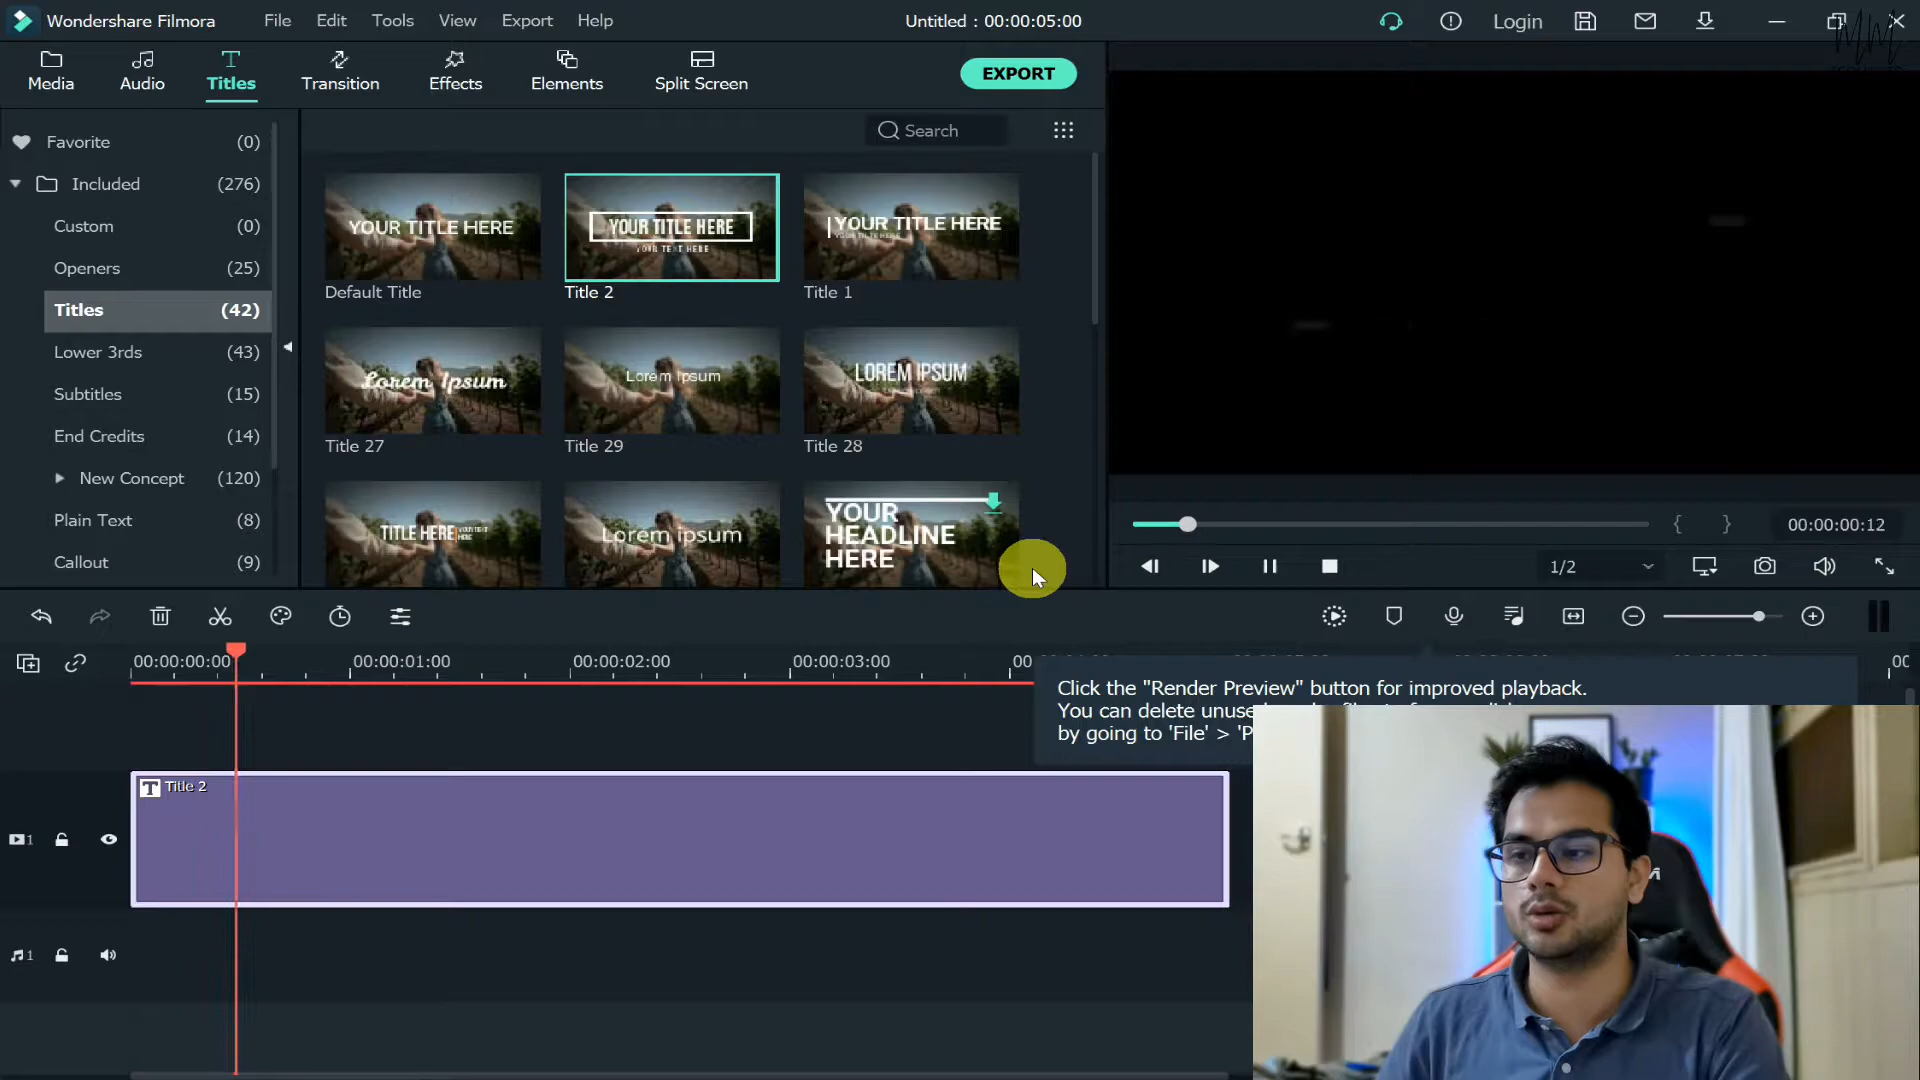 Wondershare Filmora File Edit Tools View Export Help Untitled : 00:00:05:00 Login
Media Audio Titles Transition Effects Elements Split Screen EXPORT
Search
Favorite (0)
Included (276)
Custom (0)
Openers (25)
Titles (42)
Lower 3rds (43)
Subtitles (15)
End Credits (14)
New Concept (120)
Plain Text (8)
Callout (9)
YOUR TITLE HERE
Default Title
YOUR TITLE HERE
YOUR TEXT HERE
Title 2
YOUR TITLE HERE
Title 1
Lorem Ipsum
Title 27
Lorem Ipsum
Title 29
LOREM IPSUM
Title 28
TITLE HERE
Lorem ipsum
YOUR
HEADLINE
HERE
{ } 00:00:00:12
1/2
00:00:00:00 00:00:01:00 00:00:02:00 00:00:03:00
Click the "Render Preview" button for improved playback.
You can delete
by going to 'File' >
Title 2
1
1